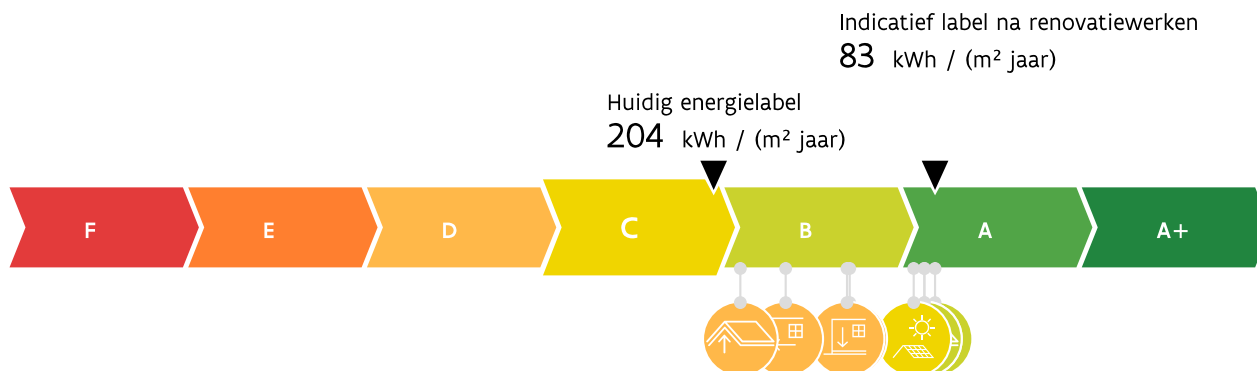 Indicatief label na renovatiewerken
83 kWh / (m² jaar)
Huidig energielabel
204 kWh / (m² jaar)
F E D C B A A+